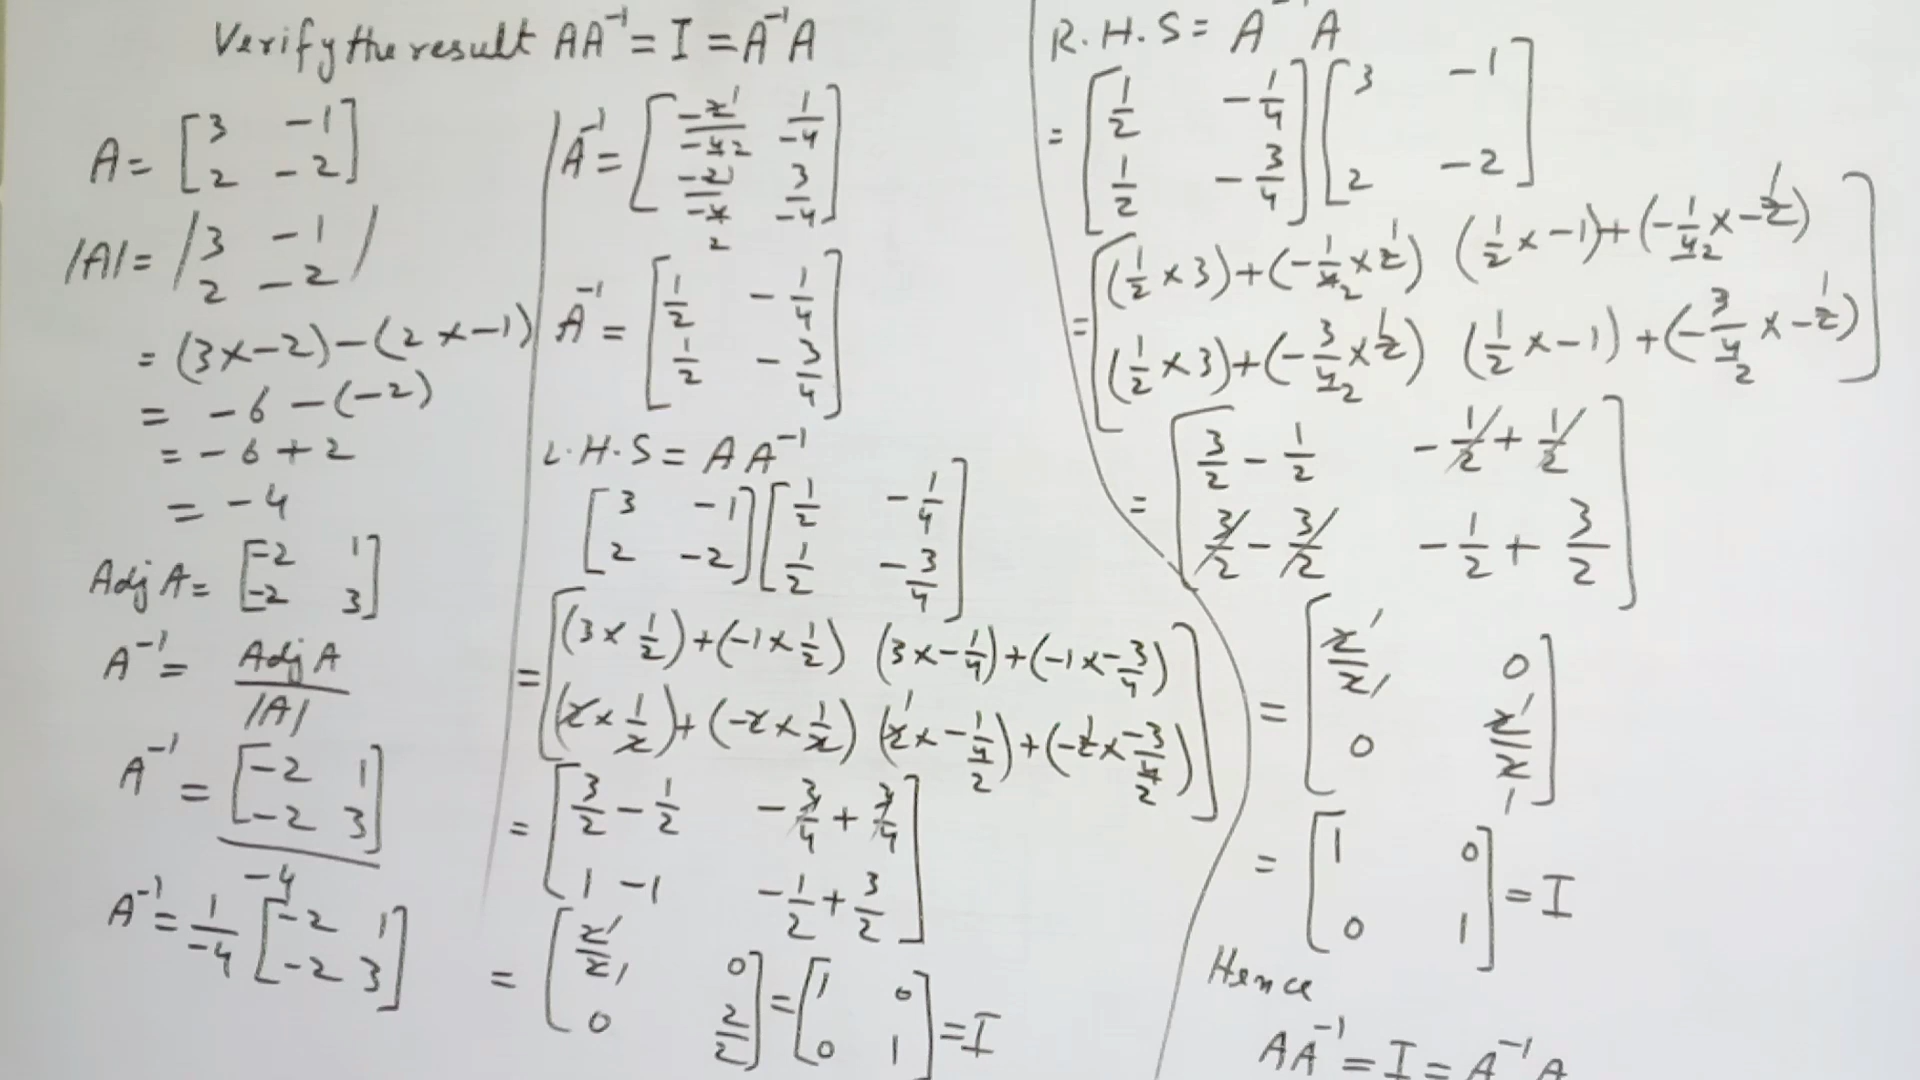 Verify the result AA⁻¹ = I = A⁻¹A
A = [3 -1
2 -2]
|A| = |3 -1
2 -2|
= (3×-2)-(2×-1)
= -6-(-2)
= -6+2
= -4
Adj A = [-2 1
-2 3]
A⁻¹ = Adj A
|A|
A⁻¹ = [-2 1
-2 3]
-4
A⁻¹ = 1/-4 [-2 1
-2 3]
A⁻¹ = [-2/-4 1/-4
-2/-4 3/-4]
A⁻¹ = [1/2 -1/4
1/2 -3/4]
L.H.S = AA⁻¹
[3 -1 [1/2 -1/4
2 -2] 1/2 -3/4]
= [(3×1/2)+(-1×1/2) (3×-1/4)+(-1×-3/4)
(2×1/2)+(-2×1/2) (2×-1/4)+(-2×-3/4)]
= [3/2-1/2 -3/4+3/4
1-1 -1/2+3/2]
= [2/2 0
0 2/2] = [1 0
0 1] = I
R.H.S = A⁻¹A
= [1/2 -1/4 [3 -1
1/2 -3/4] 2 -2]
= [(1/2×3)+(-1/4×2) (1/2×-1)+(-1/4×-2)
(1/2×3)+(-3/4×2) (1/2×-1)+(-3/4×-2)]
= [3/2-1/2 -1/2+1/2
3/2-3/2 -1/2+3/2]
= [2/2 0
0 2/2]
= [1 0
0 1] = I
Hence
AA⁻¹ = I = A⁻¹A